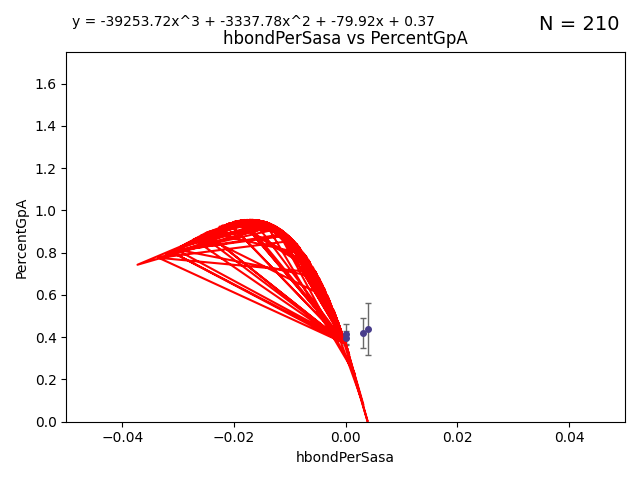 y = -39253.72x^3 + -3337.78x^2 + -79.92x + 0.37
N = 210
hbondPerSasa vs PercentGpA
1.6
1.4
1.2
1.0
0.8
0.6
0.4
0.2
0.0
PercentGpA
−0.04 −0.02 0.00 0.02 0.04
hbondPerSasa